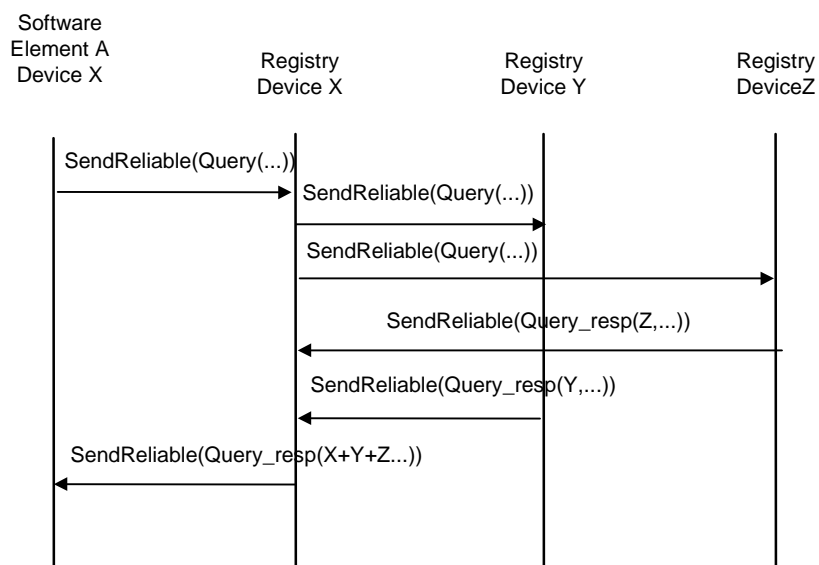 Software
Element A
Device X
Registry
Device X
Registry
Device Y
Registry
DeviceZ
SendReliable(Query(...))
SendReliable(Query(...))
SendReliable(Query(...))
SendReliable(Query_resp(Z,...))
SendReliable(Query_resp(Y,...))
SendReliable(Query_resp(X+Y+Z...))